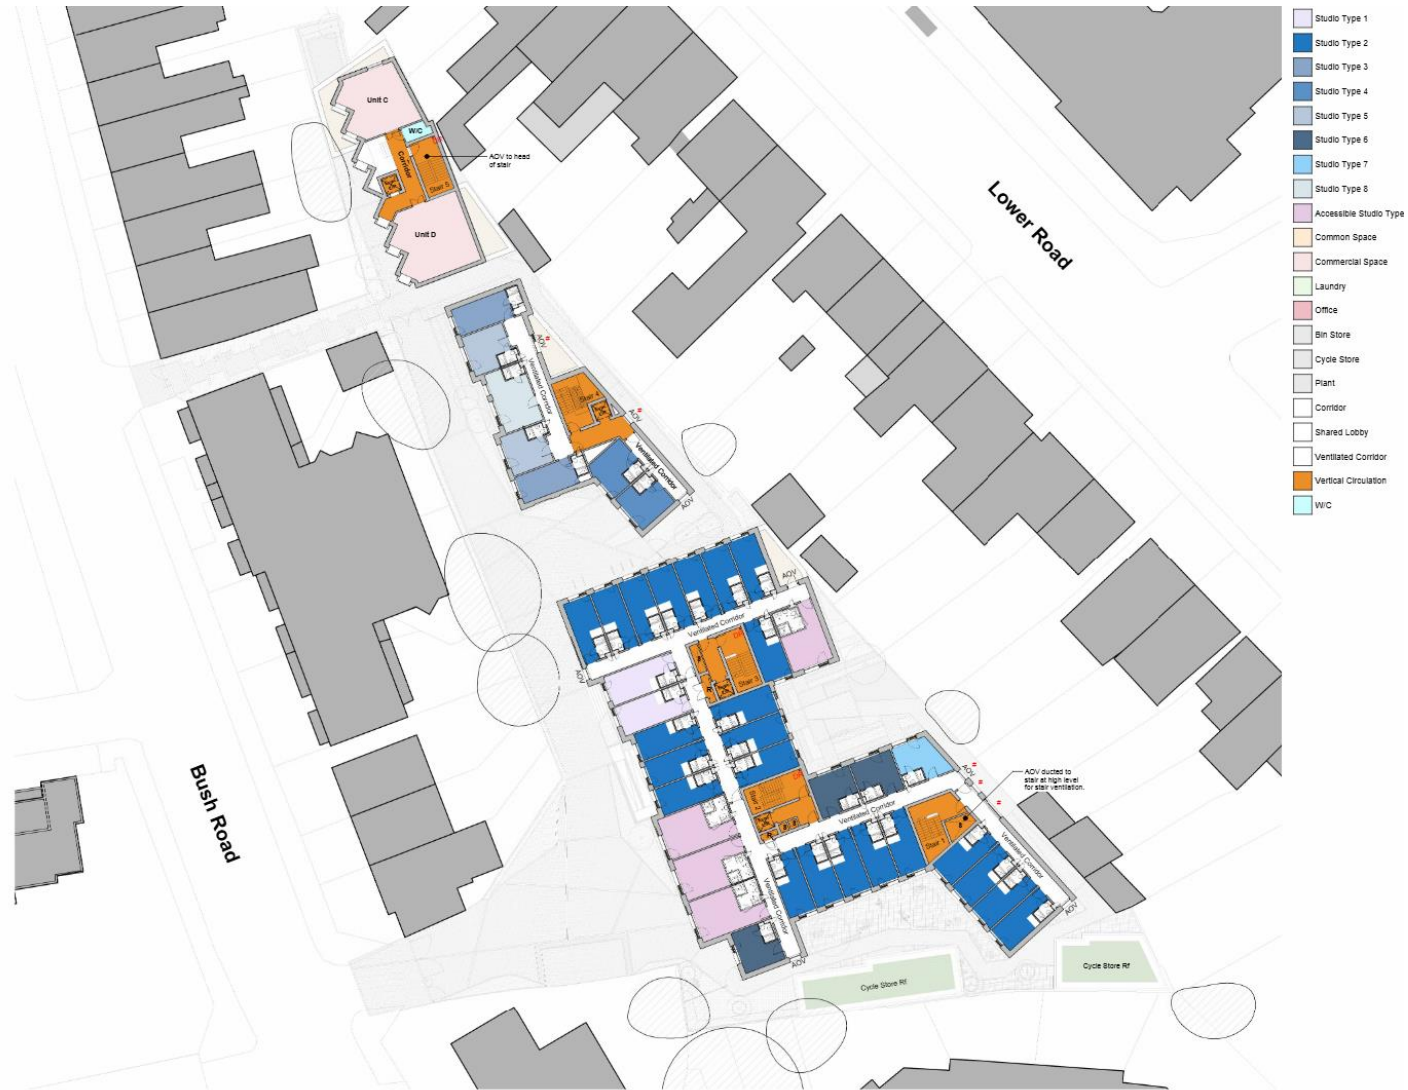 Studio Type 1
Studio Type 2
Studio Type 3
Studio Type 4
Studio Type 5
Studio Type 6
Studio Type 7
Studio Type 8
Accessible Studio Type
Common Space
Commercial Space
Laundry
Office
Bin Store
Cycle Store
Plant
Corridor
Shared Lobby
Ventilated Corridor
Vertical Circulation
W/C
Unit C
W/C
AOV to head
of stair
Corridor
Stair 5
Unit D
Lower Road
AOV
Ventilated Corridor
Stair 4
AOV
Ventilated Corridor
AOV
AOV
Ventilated Corridor
AOV
Stair 3
Bush Road
AOV
AOV ducted to
stair at high level
for stair ventilation.
Stair 2
Ventilated Corridor
Stair 1
Ventilated Corridor
AOV
Ventilated Corridor
AOV
Cycle Store Rf
Cycle Store Rf